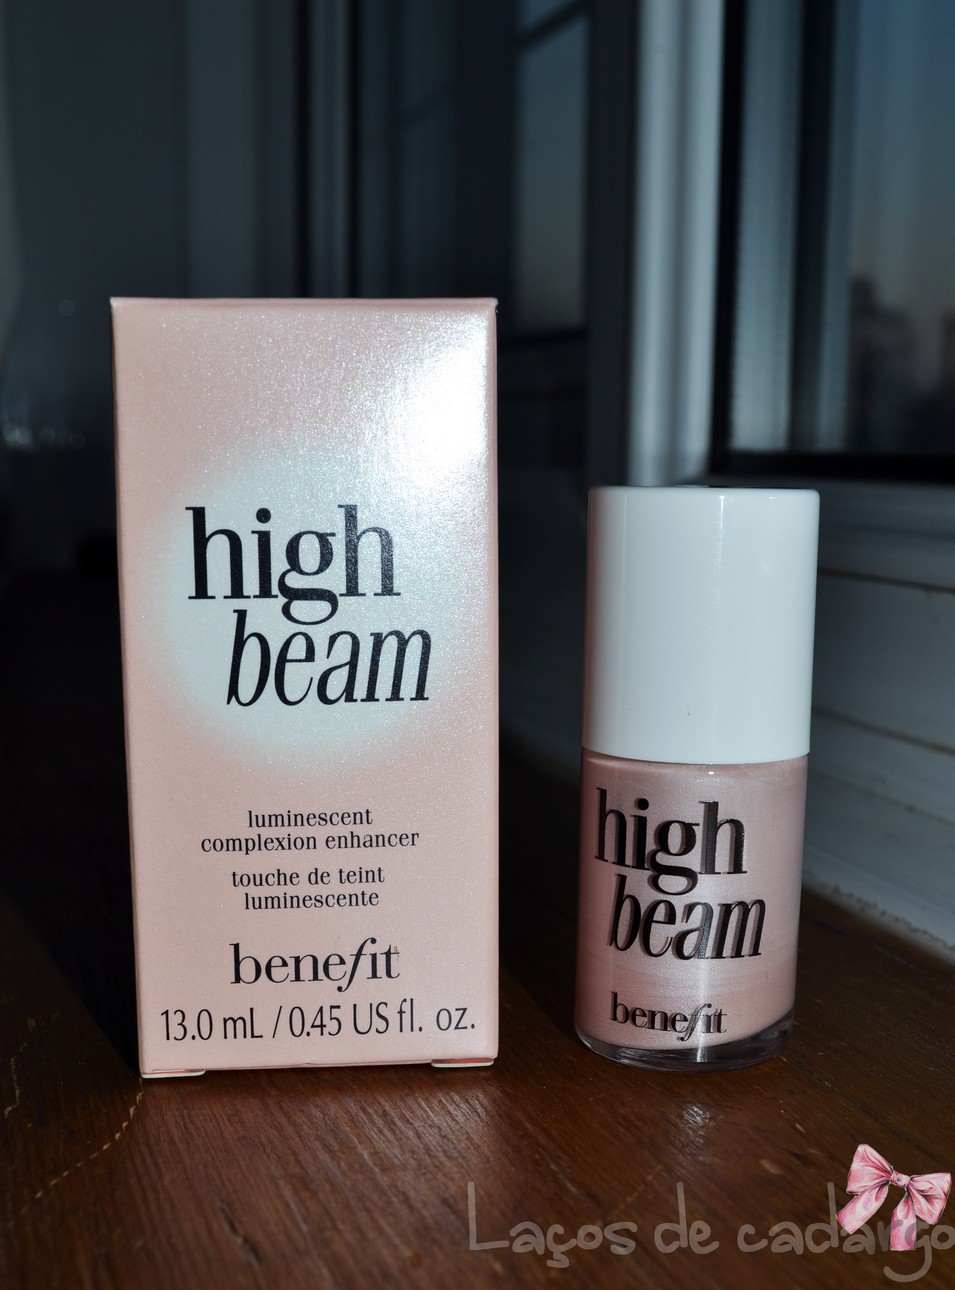 high
beam
luminescent
complexion enhancer
touche de teint
luminescente
benefit
13.0 mL / 0.45 US fl. oz.
high
beam
benefit
Laços de cadarço